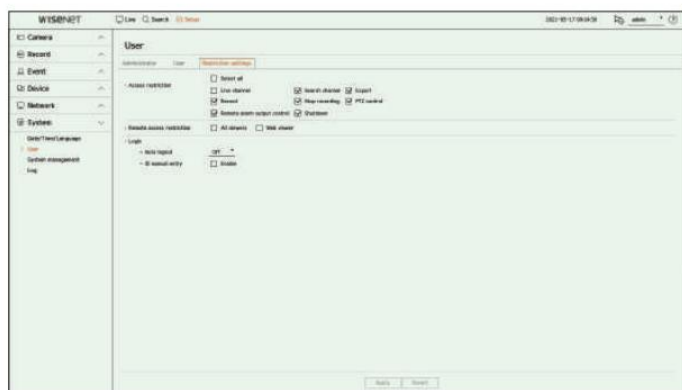 WISENET
Live Search Setup
admin
Camera
Record
Event
Device
Network
System
Date/Time/Language
User
System management
Log
User
Administrator User Restriction settings
Access restriction
Select all
Live channel Search channel Export
Record Stop recording PTZ control
Remote alarm output control Shutdown
Remote access restriction All network Web viewer
Login
Auto logout Off
ID manual entry Enable
Apply Revert